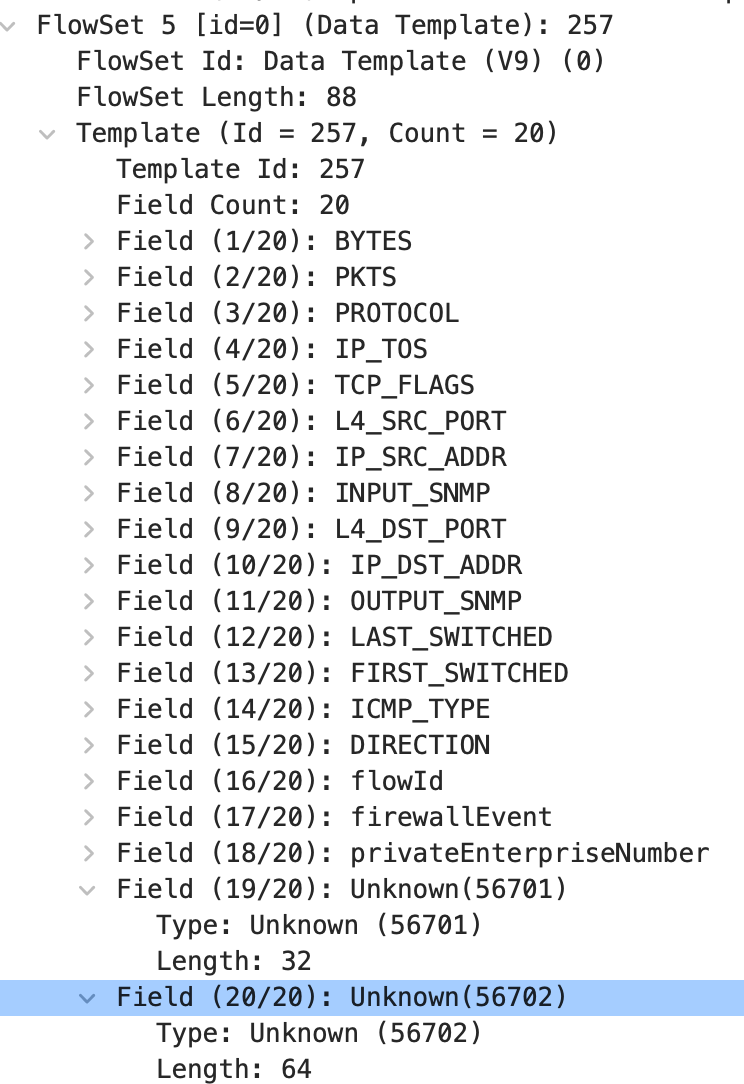 FlowSet 5 [id=0] (Data Template): 257
FlowSet Id: Data Template (V9) (0)
FlowSet Length: 88
Template (Id = 257, Count = 20)
Template Id: 257
Field Count: 20
Field (1/20): BYTES
Field (2/20): PKTS
Field (3/20): PROTOCOL
Field (4/20): IP_TOS
Field (5/20): TCP_FLAGS
Field (6/20): L4_SRC_PORT
Field (7/20): IP_SRC_ADDR
Field (8/20): INPUT_SNMP
Field (9/20): L4_DST_PORT
Field (10/20): IP_DST_ADDR
Field (11/20): OUTPUT_SNMP
Field (12/20): LAST_SWITCHED
Field (13/20): FIRST_SWITCHED
Field (14/20): ICMP_TYPE
Field (15/20): DIRECTION
Field (16/20): flowId
Field (17/20): firewallEvent
Field (18/20): privateEnterpriseNumber
Field (19/20): Unknown(56701)
Type: Unknown (56701)
Length: 32
Field (20/20): Unknown(56702)
Type: Unknown (56702)
Length: 64